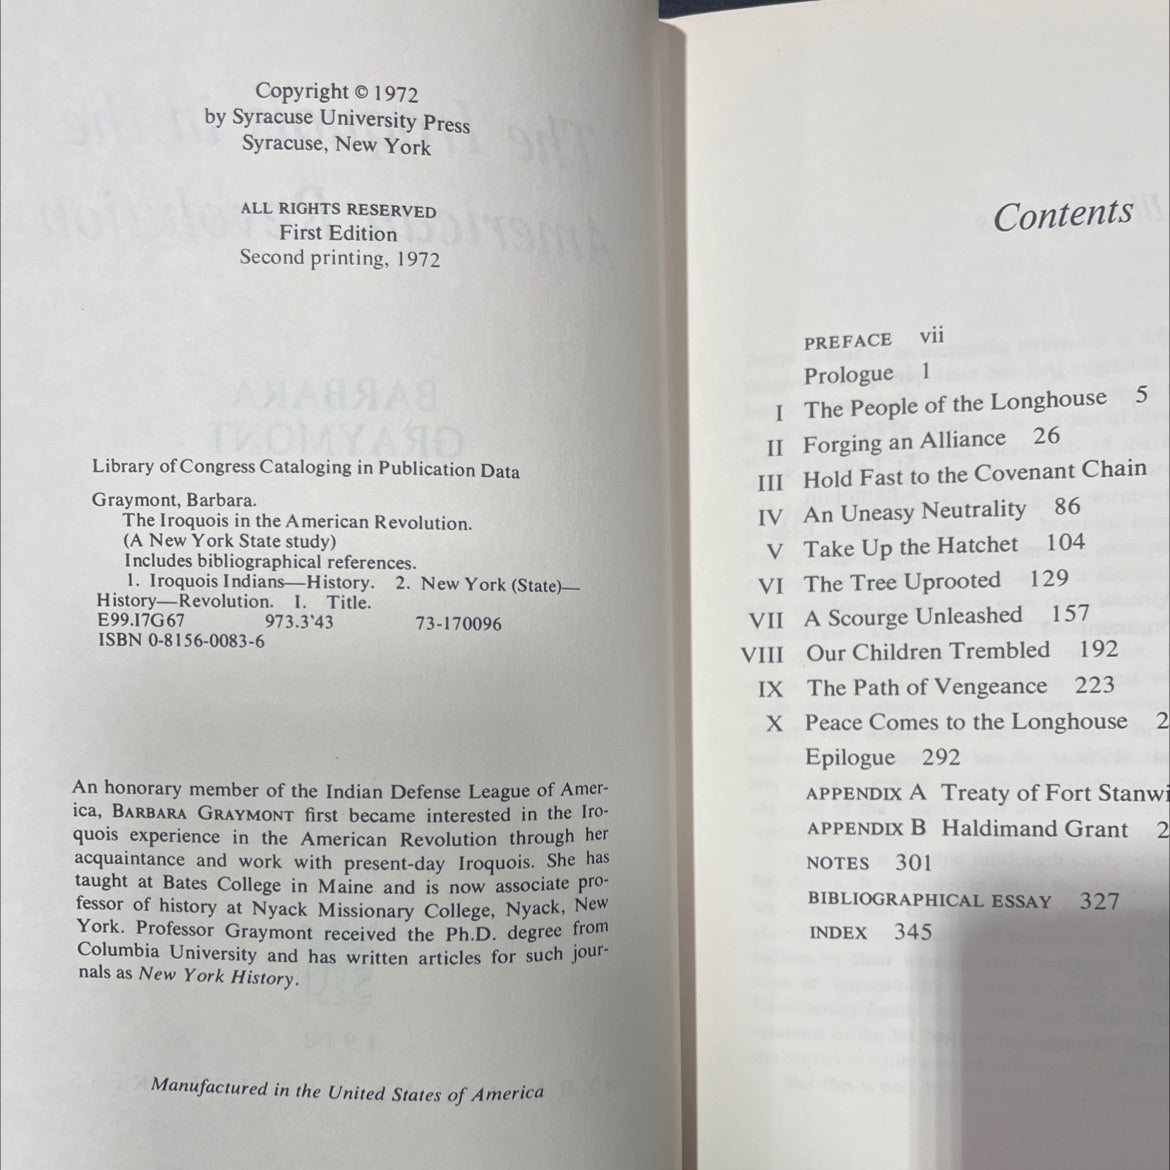 Copyright © 1972
by Syracuse University Press
Syracuse, New York
ALL RIGHTS RESERVED
First Edition
Second printing, 1972
Library of Congress Cataloging in Publication Data
Graymont, Barbara.
The Iroquois in the American Revolution.
(A New York State study)
Includes bibliographical references.
1. Iroquois Indians—History. 2. New York (State)—
History—Revolution. I. Title.
E99.I7G67 973.3'43 73-170096
ISBN 0-8156-0083-6
An honorary member of the Indian Defense League of Amer-
ica, BARBARA GRAYMONT first became interested in the Iro-
quois experience in the American Revolution through her
acquaintance and work with present-day Iroquois. She has
taught at Bates College in Maine and is now associate pro-
fessor of history at Nyack Missionary College, Nyack, New
York. Professor Graymont received the Ph.D. degree from
Columbia University and has written articles for such jour-
nals as New York History.
Manufactured in the United States of America
Contents
PREFACE vii
Prologue 1
I The People of the Longhouse 5
II Forging an Alliance 26
III Hold Fast to the Covenant Chain
IV An Uneasy Neutrality 86
V Take Up the Hatchet 104
VI The Tree Uprooted 129
VII A Scourge Unleashed 157
VIII Our Children Trembled 192
IX The Path of Vengeance 223
X Peace Comes to the Longhouse 2
Epilogue 292
APPENDIX A Treaty of Fort Stanwi
APPENDIX B Haldimand Grant 2
NOTES 301
BIBLIOGRAPHICAL ESSAY 327
INDEX 345